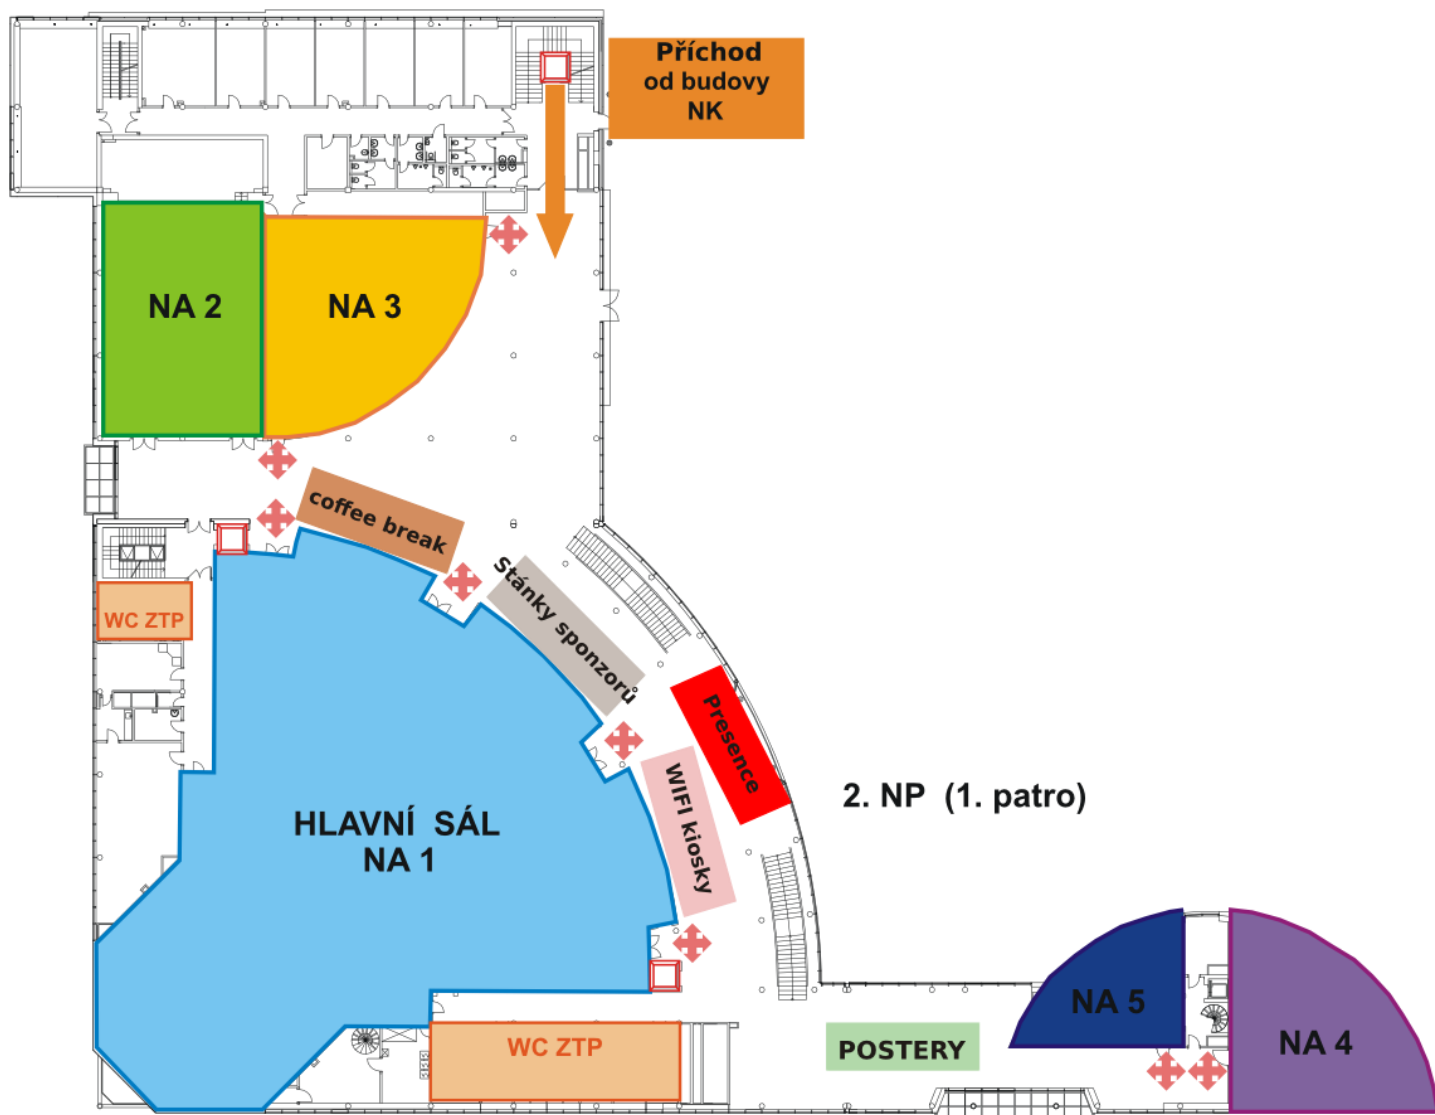 Příchod
od budovy
NK
NA 2
NA 3
coffee break
Stánky sponzorů
WC ZTP
Presence
WIFI kiosky
2. NP (1. patro)
HLAVNÍ SÁL
NA 1
NA 5
NA 4
WC ZTP
POSTERY